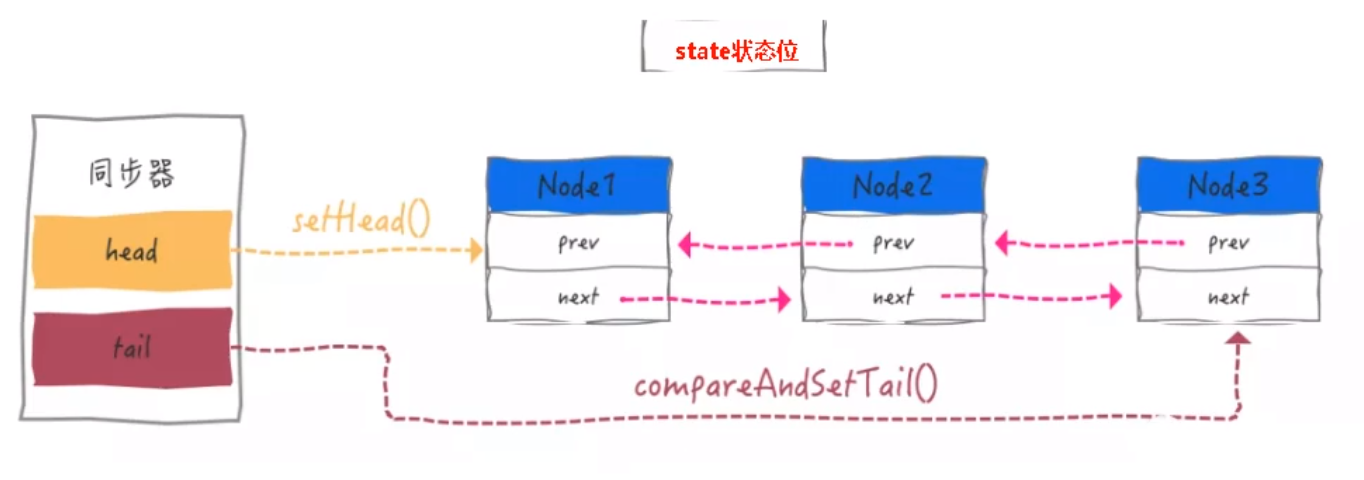 state状态位
同步器
head
tail
setHead()
Node1
prev
next
Node2
prev
next
Node3
prev
next
compareAndSetTail()